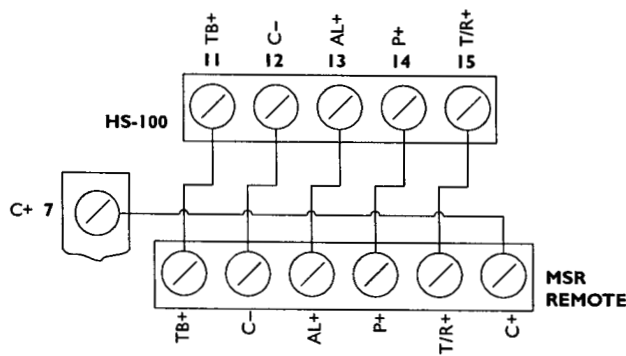 TB+ C– AL+ P+ T/R+
11 12 13 14 15
HS-100
C+ 7
MSR
REMOTE
TB+ C– AL+ P+ T/R+ C+